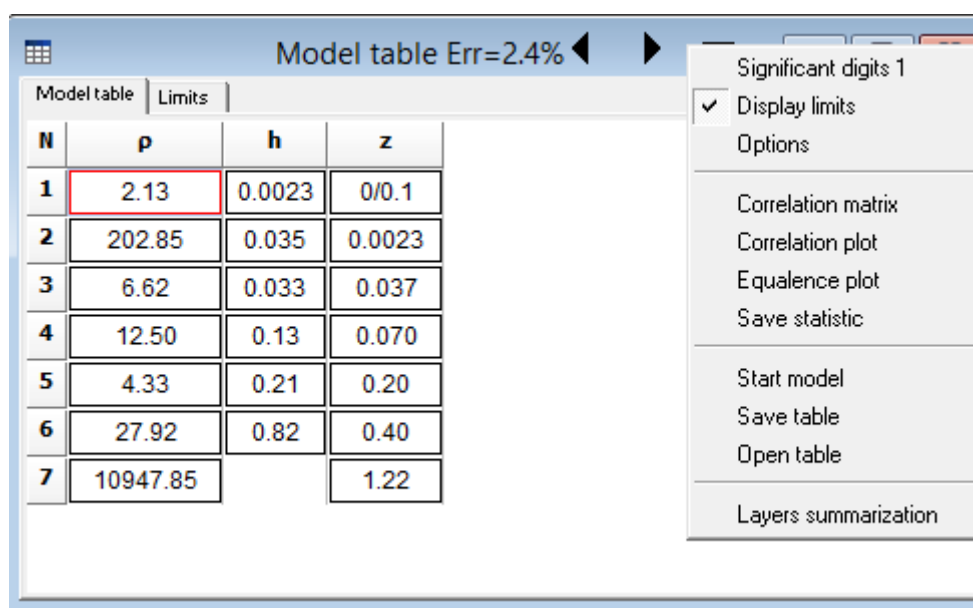 Model table Err=2.4%
Model table Limits
N ρ h z
1 2.13 0.0023 0/0.1
2 202.85 0.035 0.0023
3 6.62 0.033 0.037
4 12.50 0.13 0.070
5 4.33 0.21 0.20
6 27.92 0.82 0.40
7 10947.85 1.22
Significant digits 1
Display limits
Options
Correlation matrix
Correlation plot
Equalence plot
Save statistic
Start model
Save table
Open table
Layers summarization